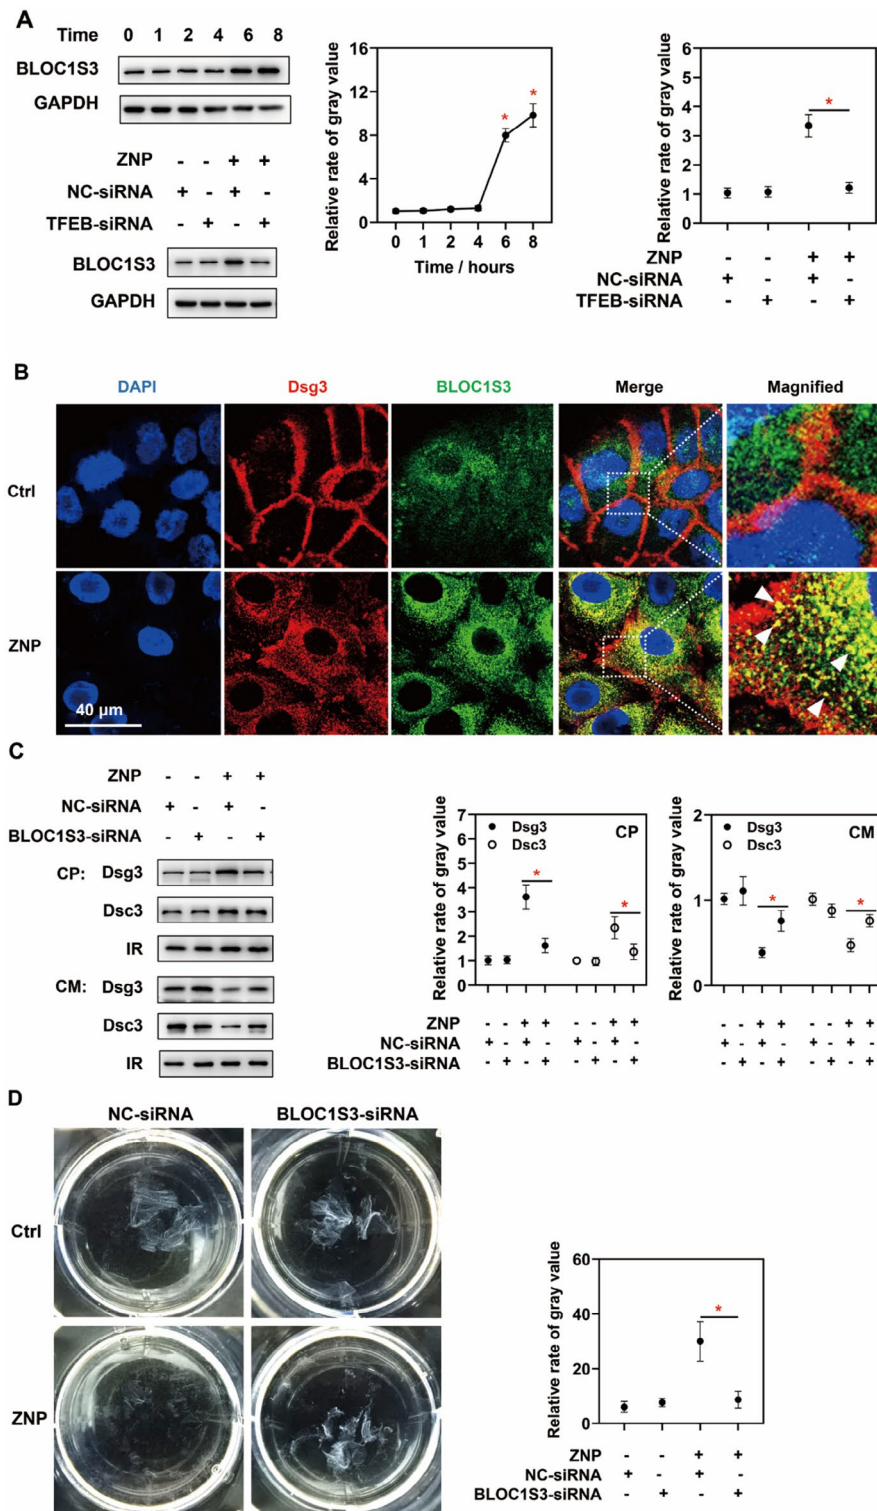 A
Time 0 1 2 4 6 8
BLOC1S3
GAPDH
ZNP - - + +
NC-siRNA + - + -
TFEB-siRNA - + - +
BLOC1S3
GAPDH
Relative rate of gray value
16
12
8
4
0
* *
0 1 2 4 6 8
Time / hours
Relative rate of gray value
6
5
4
3
2
1
0
*
ZNP - - + +
NC-siRNA + - + -
TFEB-siRNA - + - +
B
DAPI Dsg3 BLOC1S3 Merge Magnified
Ctrl
ZNP
40 μm
C
ZNP - - + +
NC-siRNA + - + -
BLOC1S3-siRNA - + - +
CP: Dsg3
Dsc3
IR
CM: Dsg3
Dsc3
IR
Relative rate of gray value
7
6
4
3
2
1
0
Dsg3
Dsc3
CP
* *
ZNP - - + + - - + +
NC-siRNA + - + - + - + -
BLOC1S3-siRNA - + - + - + - +
Relative rate of gray value
2
1
0
Dsg3
Dsc3
CM
* *
- - + + - - + +
+ - + - + - + -
- + - + - + - +
D
NC-siRNA BLOC1S3-siRNA
Ctrl
ZNP
Relative rate of gray value
60
40
20
0
*
ZNP - - + +
NC-siRNA + - + -
BLOC1S3-siRNA - + - +